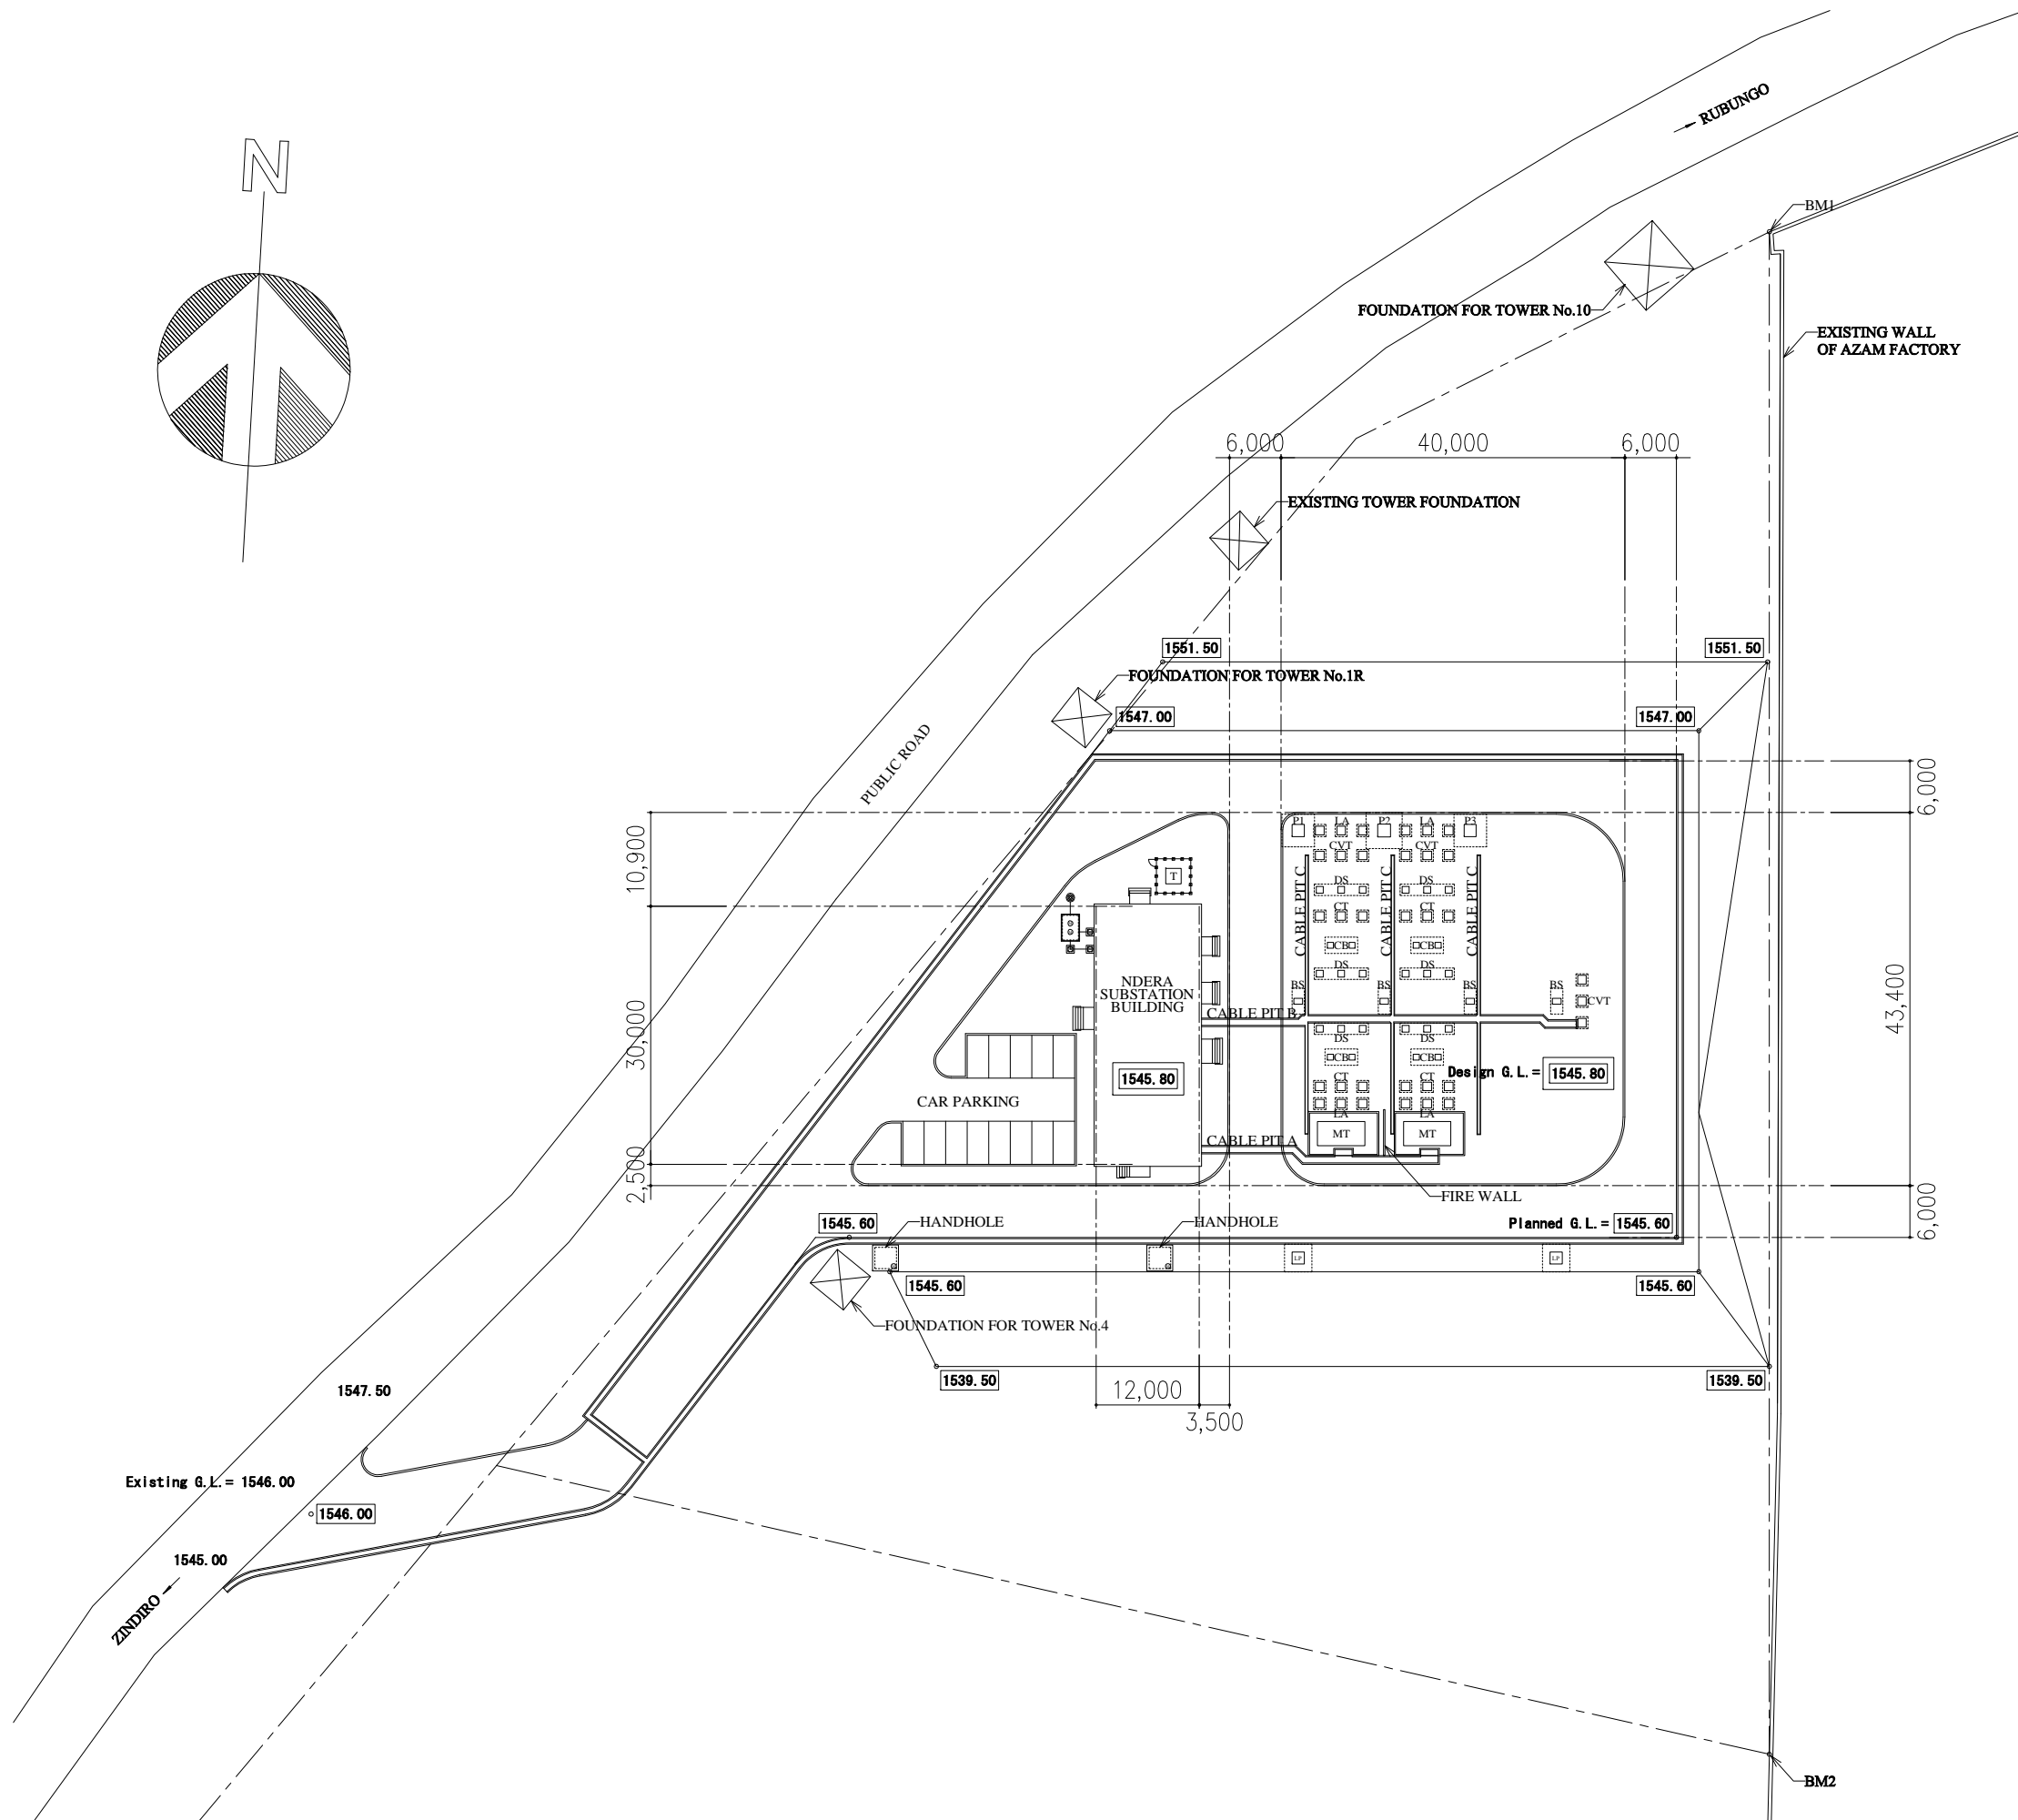 N
RUBUNGO
BM1
FOUNDATION FOR TOWER No.10
EXISTING WALL
OF AZAM FACTORY
6,000
40,000
6,000
EXISTING TOWER FOUNDATION
1551.50
1551.50
FOUNDATION FOR TOWER No.1R
1547.00
1547.00
PUBLIC ROAD
6,000
10,900
P1
LA
P2
LA
P3
CVT
CVT
T
DS
DS
CABLE PIT C
CABLE PIT C
CABLE PIT C
CT
CT
CB
CB
DS
DS
NDERA
SUBSTATION
BUILDING
BS
BS
BS
BS
CVT
43,400
30,000
CABLE PIT B
DS
DS
CB
CB
Design G.L.= 1545.80
1545.80
CT
CT
CAR PARKING
LA
LA
MT
MT
CABLE PIT A
2,500
FIRE WALL
6,000
1545.60
HANDHOLE
HANDHOLE
Planned G.L.= 1545.60
LP
LP
1545.60
1545.60
FOUNDATION FOR TOWER No.4
1539.50
1539.50
12,000
3,500
1547.50
Existing G.L.= 1546.00
1546.00
1545.00
ZINDIRO
BM2